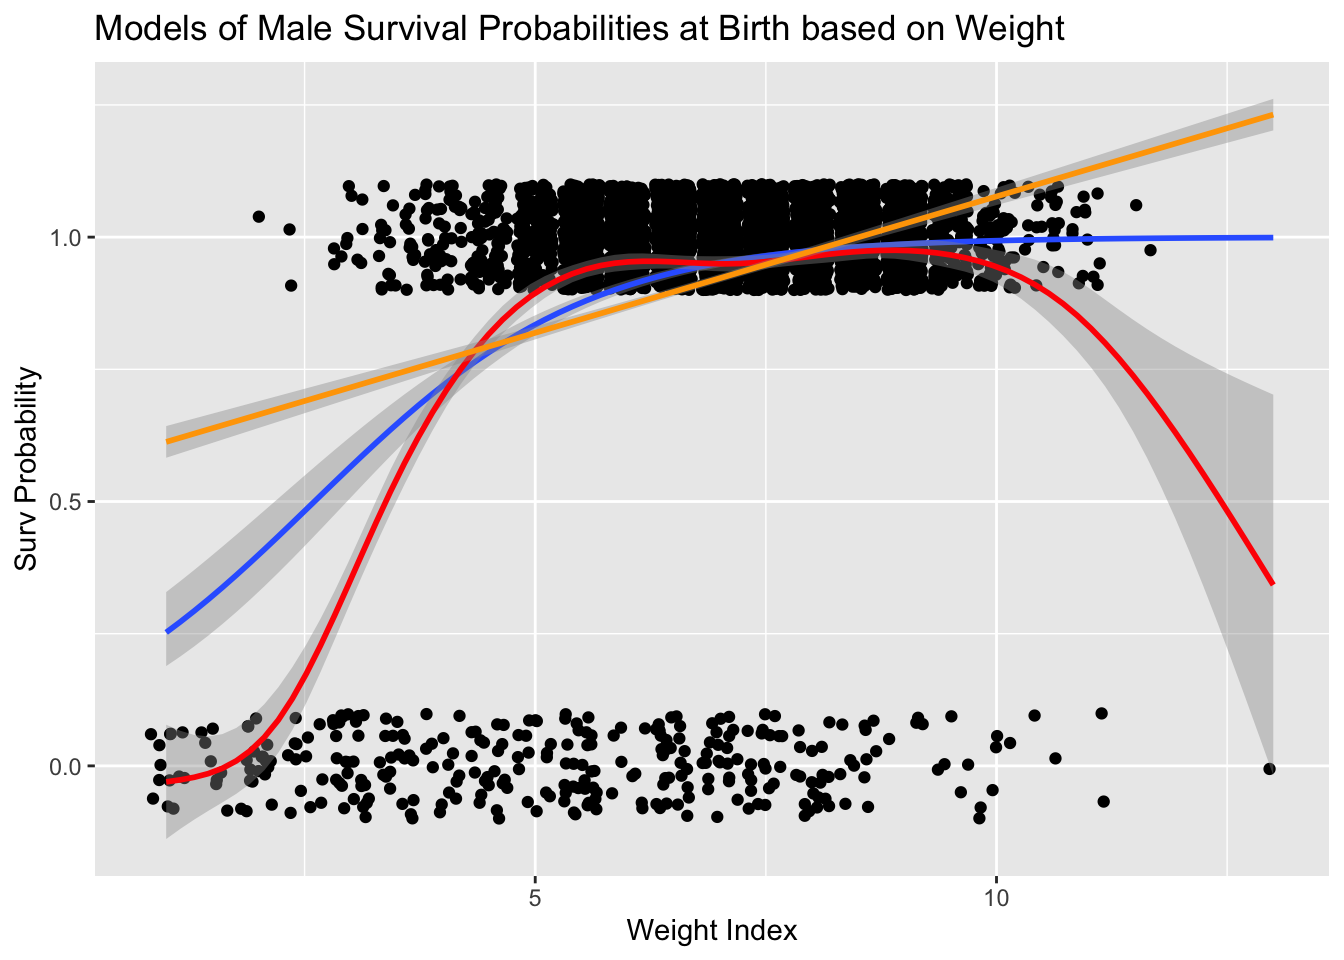 Models of Male Survival Probabilities at Birth based on Weight
Surv Probability
1.0
0.5
0.0
5
10
Weight Index